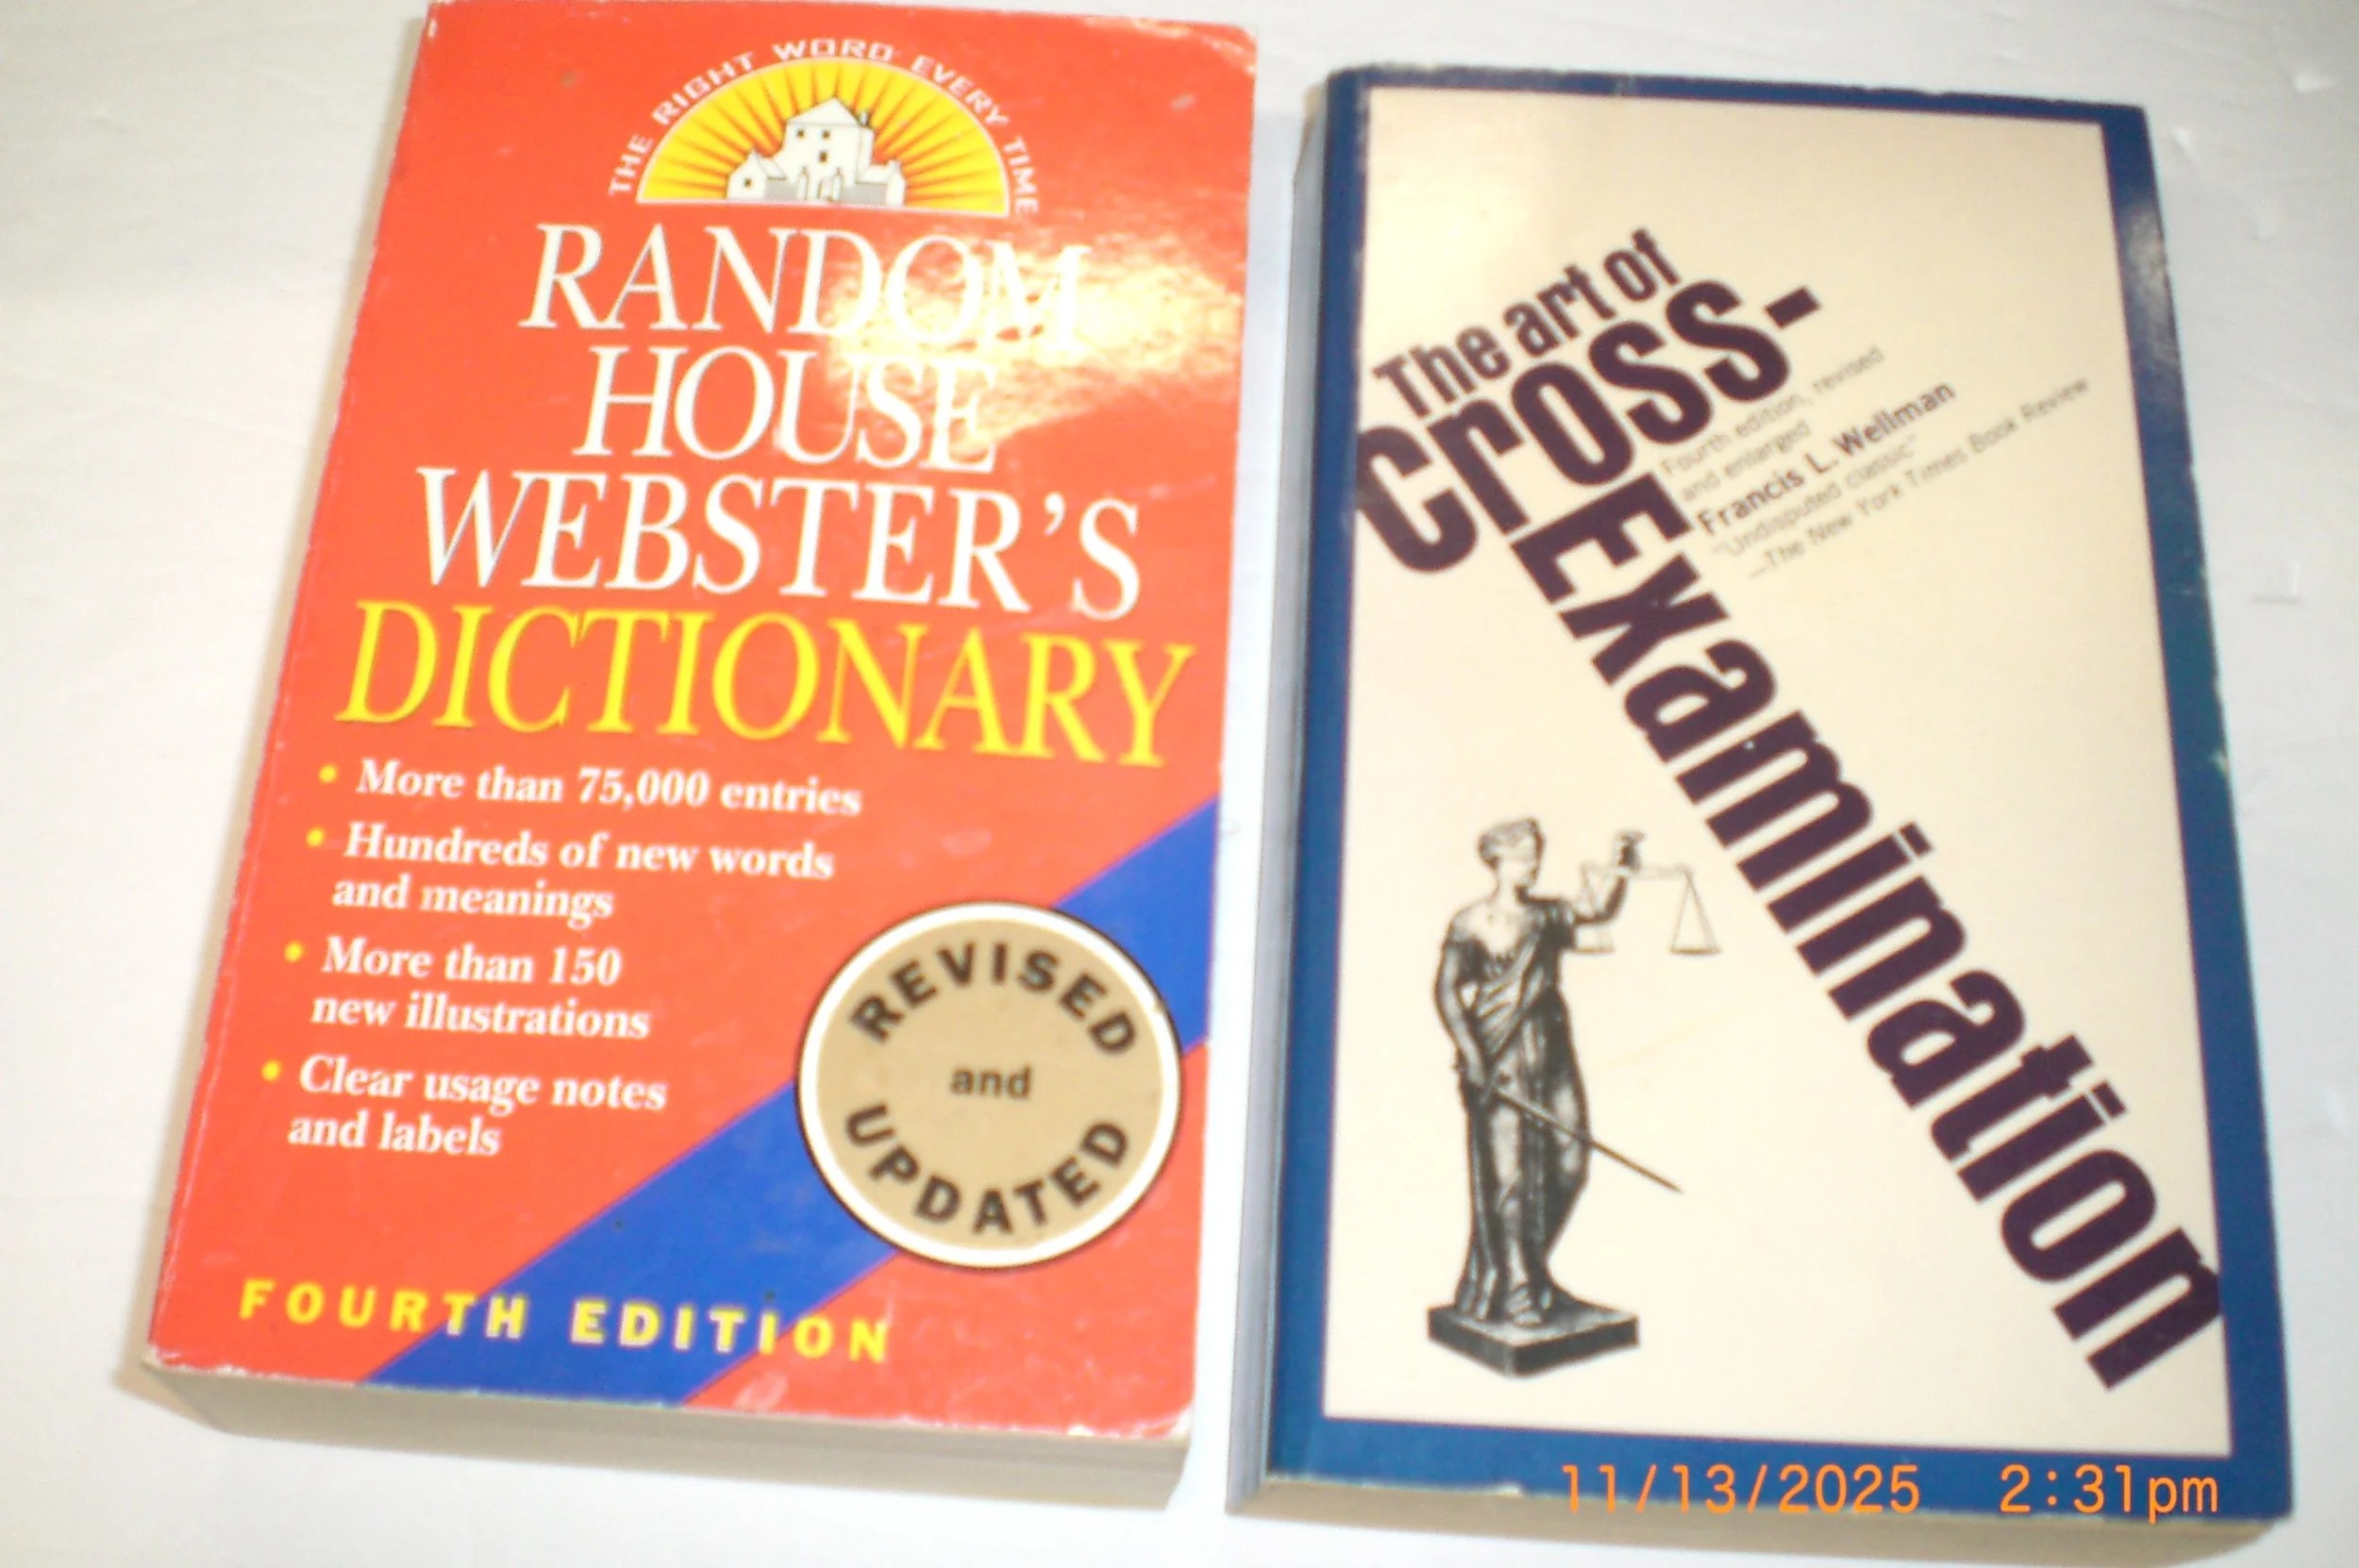 THE RIGHT WORD EVERY TIME
RANDOM
HOUSE
WEBSTER'S
DICTIONARY
• More than 75,000 entries
• Hundreds of new words
and meanings
• More than 150
new illustrations
• Clear usage notes
and labels
REVISED
and
UPDATED
FOURTH EDITION
The art of
Cross-
Examination
Fourth edition, revised
and enlarged
Francis L. Wellman
"Undisputed classic"
—The New York Times Book Review
11/13/2025 2:31pm